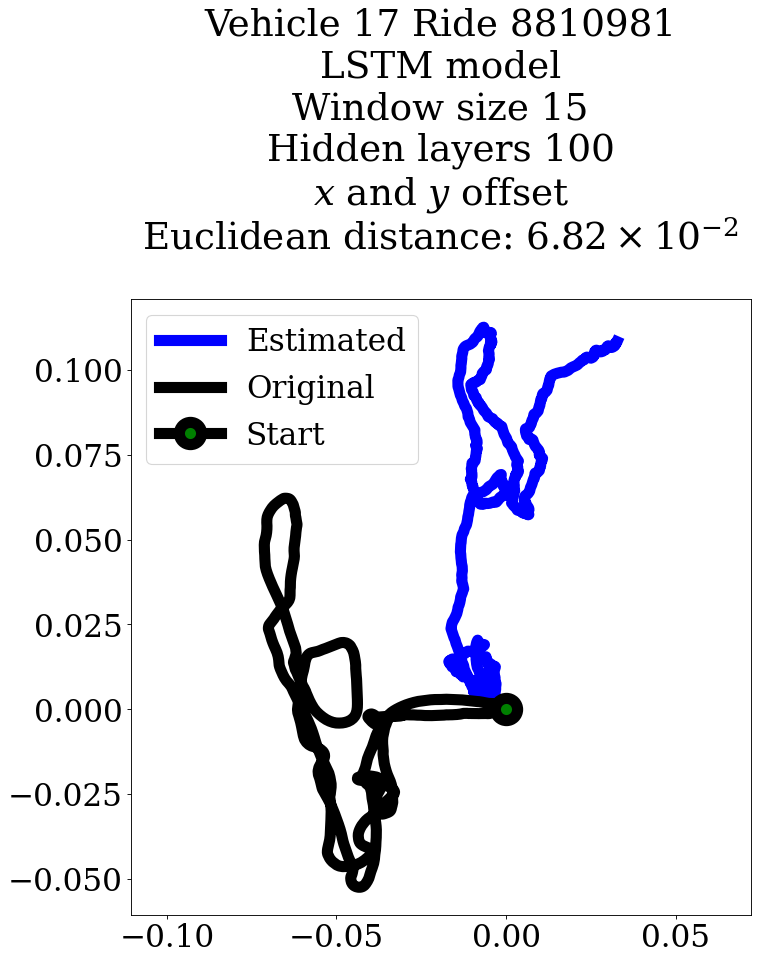 Vehicle 17 Ride 8810981
LSTM model
Window size 15
Hidden layers 100
x and y offset
Euclidean distance: 6.82 × 10⁻²
Estimated
Original
Start
0.100
0.075
0.050
0.025
0.000
−0.025
−0.050
−0.10 −0.05 0.00 0.05